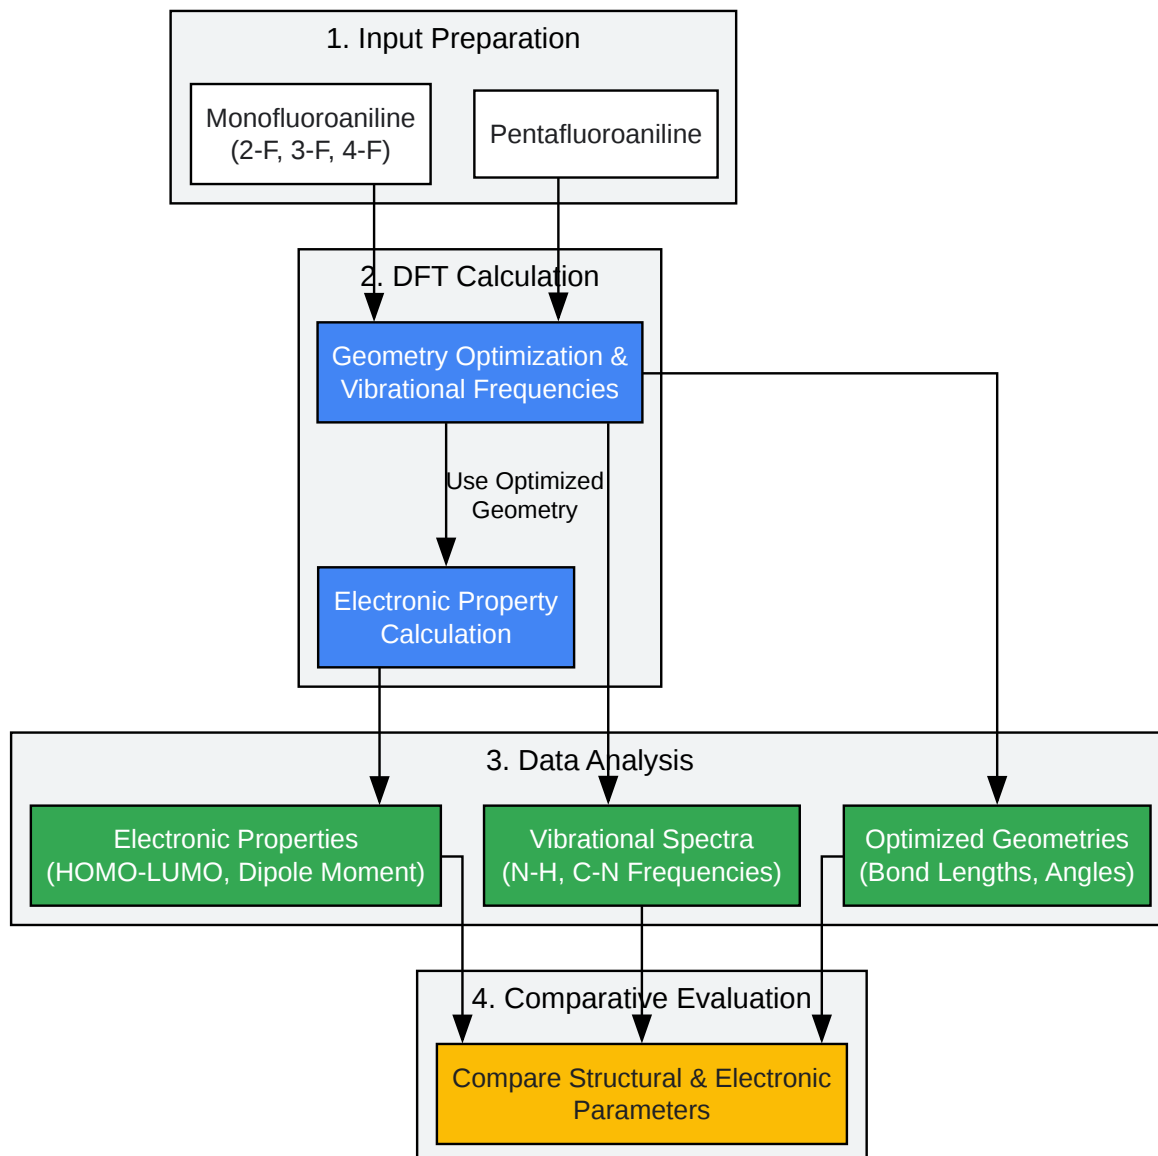 1. Input Preparation
Monofluoroaniline
(2-F, 3-F, 4-F)
Pentafluoroaniline
2. DFT Calculation
Geometry Optimization &
Vibrational Frequencies
Use Optimized
Geometry
Electronic Property
Calculation
3. Data Analysis
Electronic Properties
(HOMO-LUMO, Dipole Moment)
Vibrational Spectra
(N-H, C-N Frequencies)
Optimized Geometries
(Bond Lengths, Angles)
4. Comparative Evaluation
Compare Structural & Electronic
Parameters